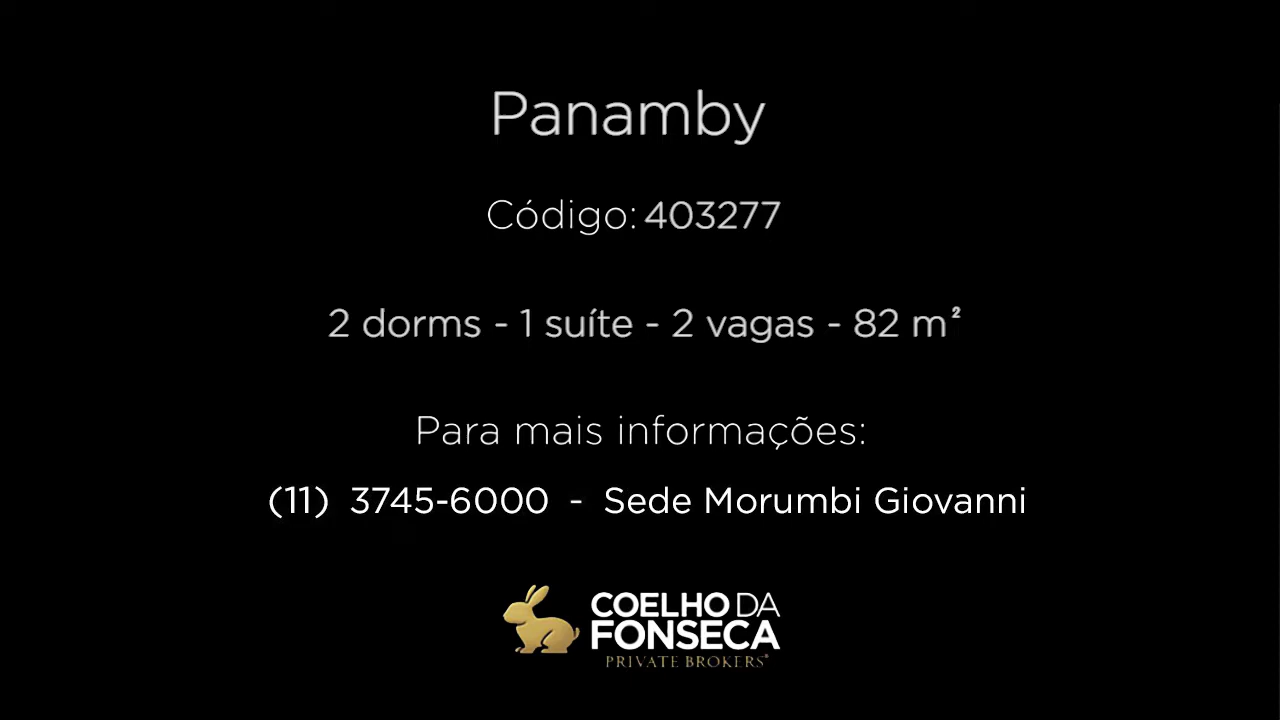 Panamby
Código: 403277
2 dorms - 1 suíte - 2 vagas - 82 m²
Para mais informações:
(11) 3745-6000 - Sede Morumbi Giovanni
COELHO DA
FONSECA
PRIVATE BROKERS®